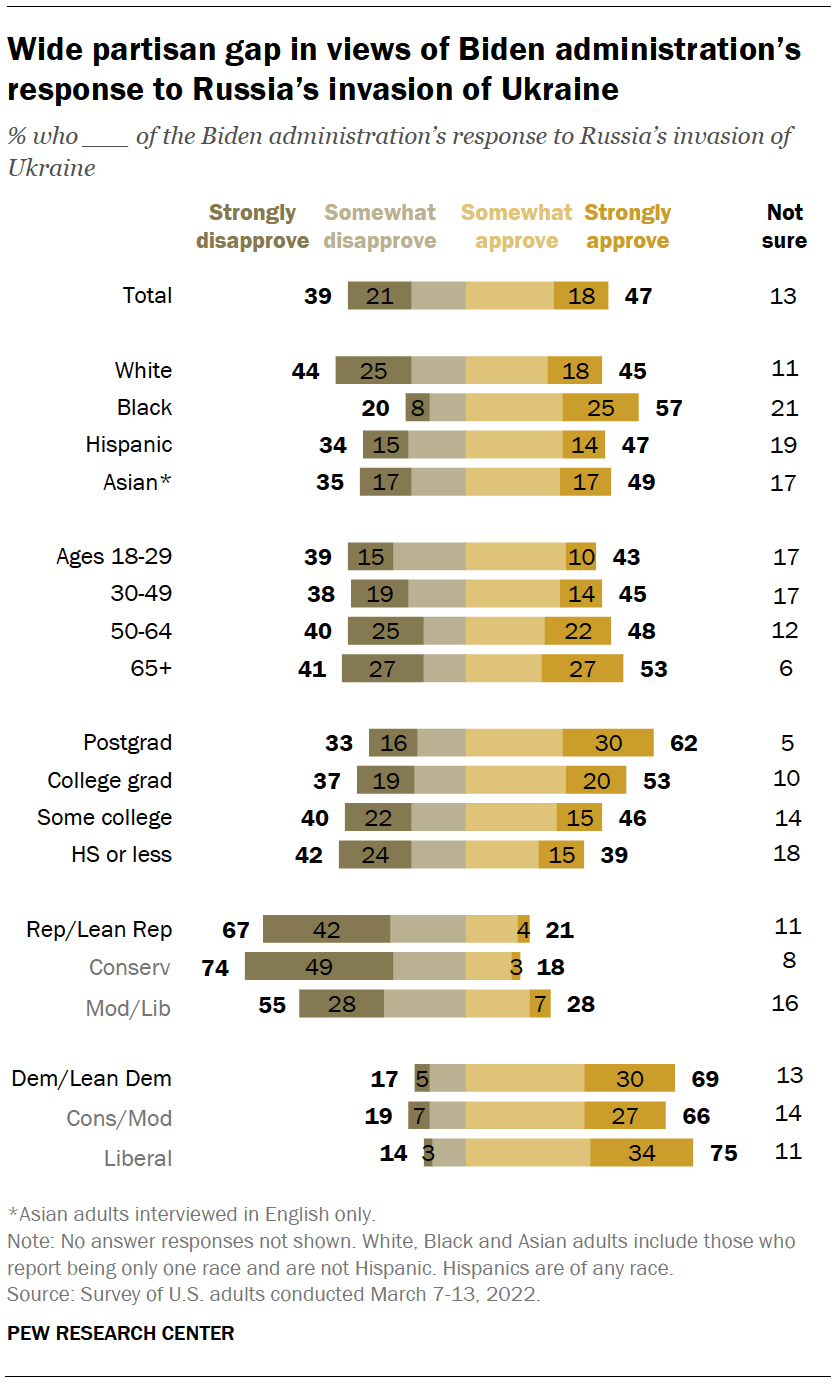 Wide partisan gap in views of Biden administration's
response to Russia's invasion of Ukraine
% who ____ of the Biden administration's response to Russia's invasion of
Ukraine
Strongly disapprove Somewhat disapprove Somewhat approve Strongly approve Not sure
Total 39 21 18 47 13
White 44 25 18 45 11
Black 20 8 25 57 21
Hispanic 34 15 14 47 19
Asian* 35 17 17 49 17
Ages 18-29 39 15 10 43 17
30-49 38 19 14 45 17
50-64 40 25 22 48 12
65+ 41 27 27 53 6
Postgrad 33 16 30 62 5
College grad 37 19 20 53 10
Some college 40 22 15 46 14
HS or less 42 24 15 39 18
Rep/Lean Rep 67 42 4 21 11
Conserv 74 49 3 18 8
Mod/Lib 55 28 7 28 16
Dem/Lean Dem 17 5 30 69 13
Cons/Mod 19 7 27 66 14
Liberal 14 3 34 75 11
*Asian adults interviewed in English only.
Note: No answer responses not shown. White, Black and Asian adults include those who
report being only one race and are not Hispanic. Hispanics are of any race.
Source: Survey of U.S. adults conducted March 7-13, 2022.
PEW RESEARCH CENTER